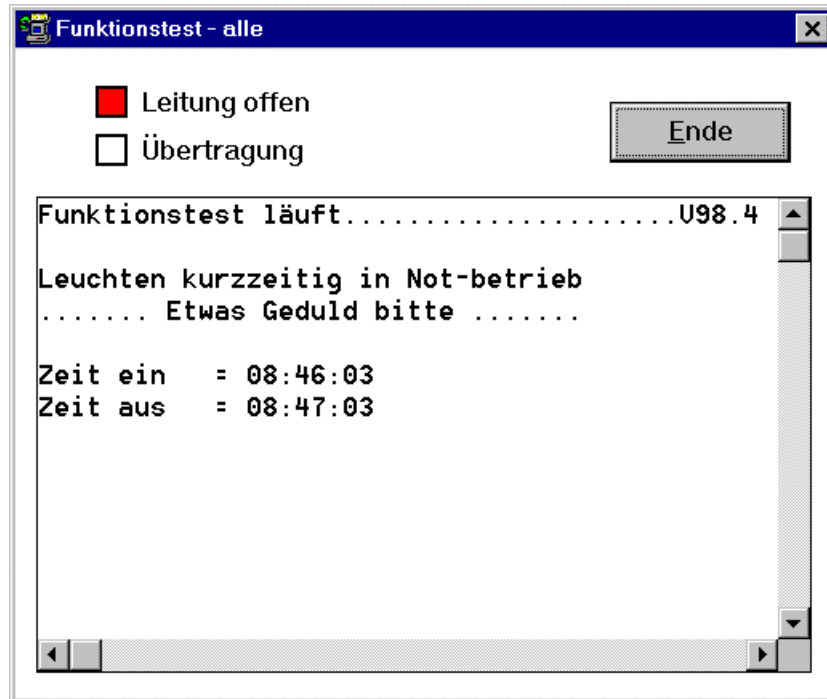 Funktionstest - alle
Leitung offen
Übertragung
Ende
Funktionstest läuft......................V98.4
Leuchten kurzzeitig in Not-betrieb
....... Etwas Geduld bitte .......
Zeit ein = 08:46:03
Zeit aus = 08:47:03